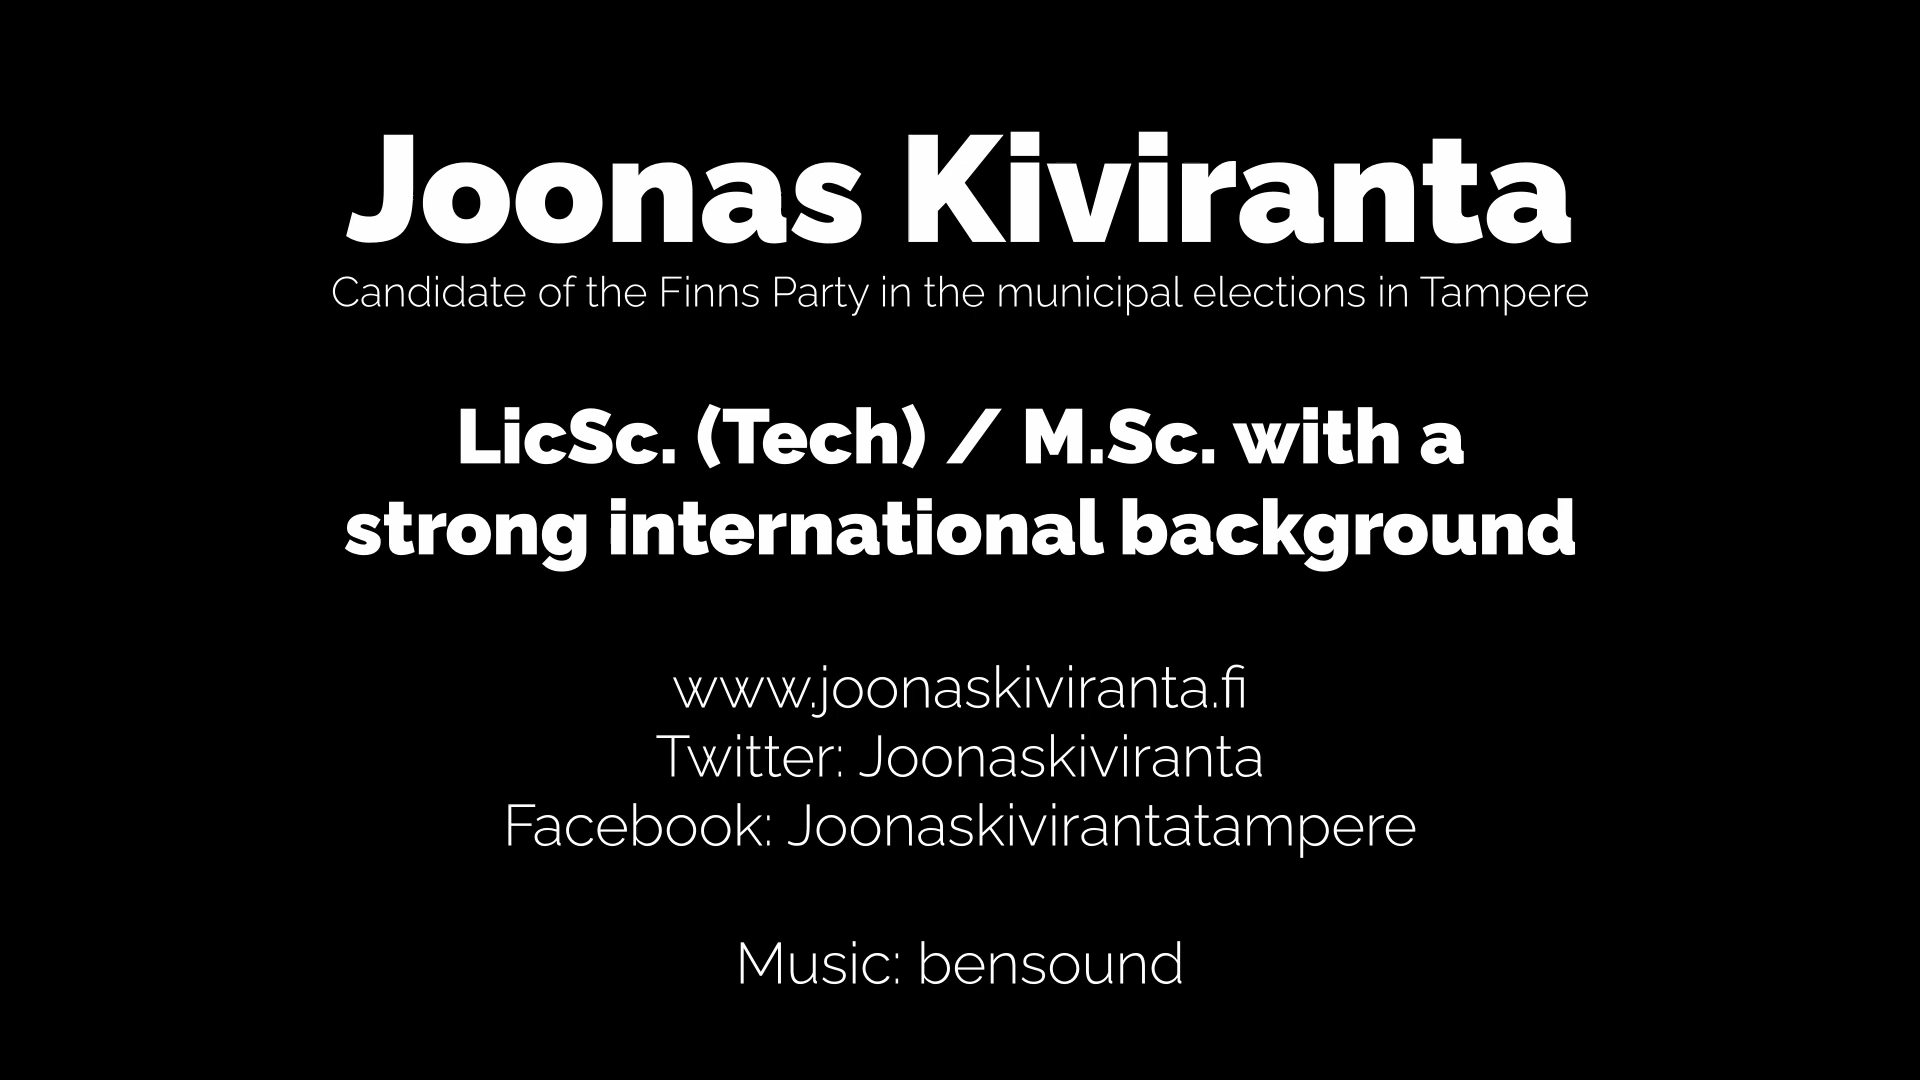 Joonas Kiviranta
Candidate of the Finns Party in the municipal elections in Tampere
LicSc. (Tech) / M.Sc. with a
strong international background
www.joonaskiviranta.fi
Twitter: Joonaskiviranta
Facebook: Joonaskivirantatampere
Music: bensound